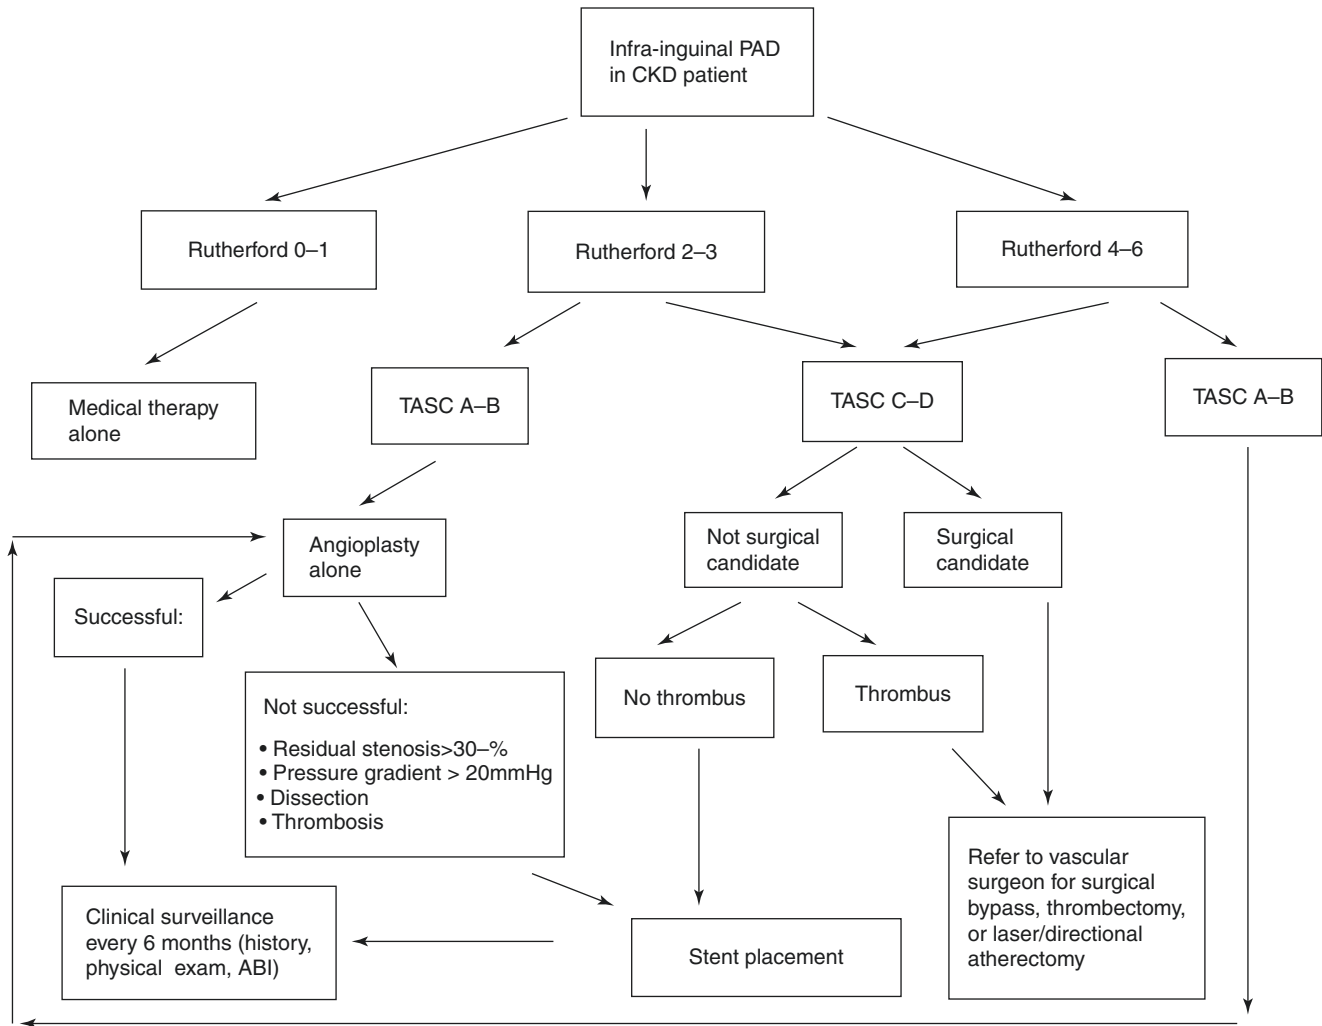 Infra-inguinal PAD
in CKD patient
Rutherford 0–1
Rutherford 2–3
Rutherford 4–6
Medical therapy
alone
TASC A–B
TASC C–D
TASC A–B
Angioplasty
alone
Not surgical
candidate
Surgical
candidate
Successful:
Not successful:
• Residual stenosis>30–%
• Pressure gradient > 20mmHg
• Dissection
• Thrombosis
No thrombus
Thrombus
Clinical surveillance
every 6 months (history,
physical exam, ABI)
Stent placement
Refer to vascular
surgeon for surgical
bypass, thrombectomy,
or laser/directional
atherectomy